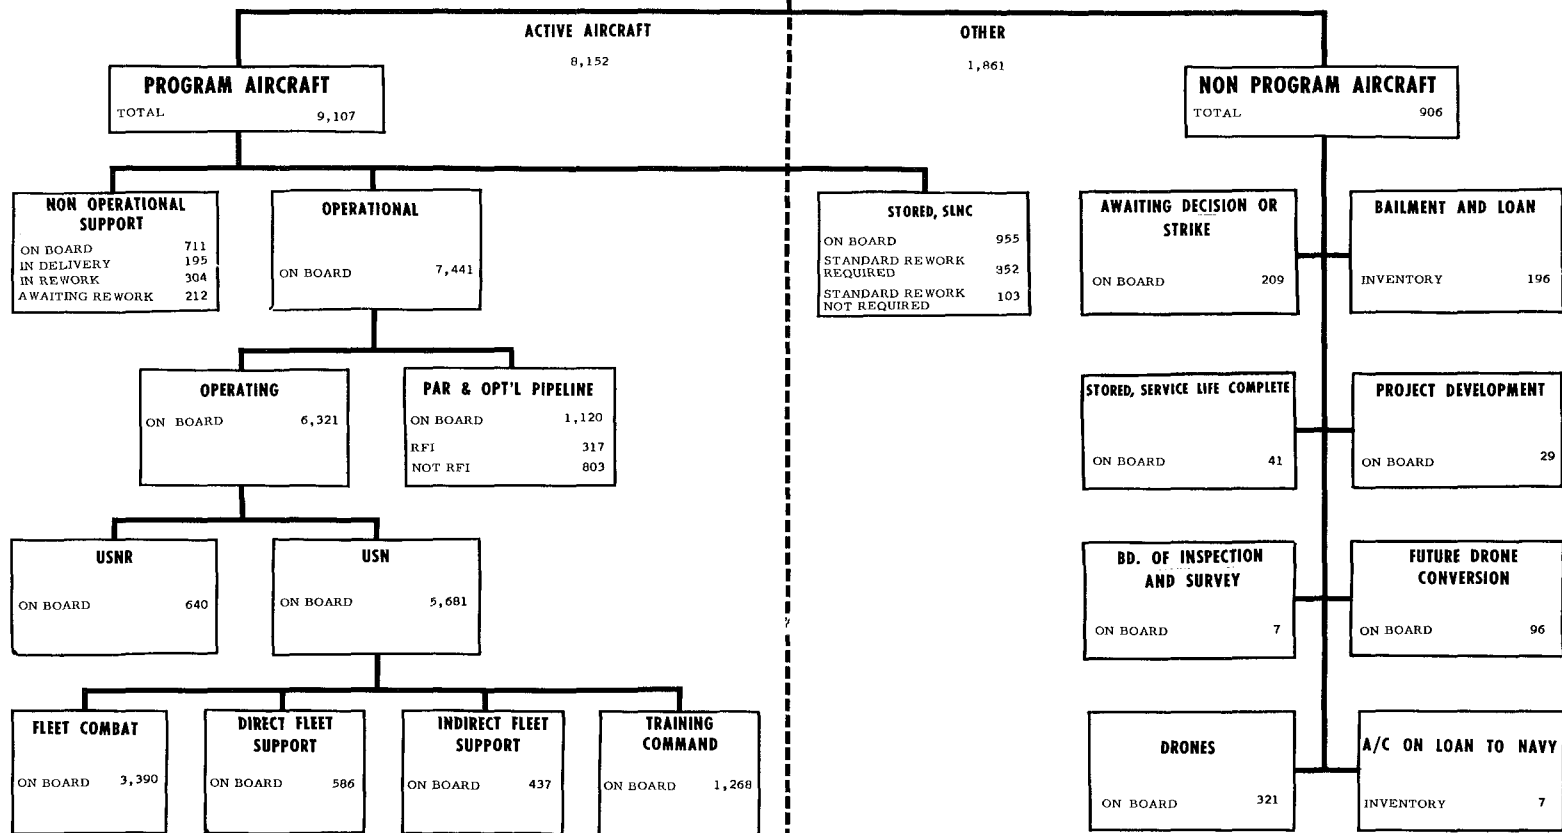 ACTIVE AIRCRAFT
8,152
OTHER
1,861
PROGRAM AIRCRAFT
TOTAL 9,107
NON PROGRAM AIRCRAFT
TOTAL 906
NON OPERATIONAL
SUPPORT
ON BOARD 711
IN DELIVERY 195
IN REWORK 304
AWAITING REWORK 212
OPERATIONAL
ON BOARD 7,441
STORED, SLNC
ON BOARD 955
STANDARD REWORK
REQUIRED 352
STANDARD REWORK
NOT REQUIRED 103
AWAITING DECISION OR
STRIKE
ON BOARD 209
BAILMENT AND LOAN
INVENTORY 196
OPERATING
ON BOARD 6,321
PAR & OPT'L PIPELINE
ON BOARD 1,120
RFI 317
NOT RFI 803
STORED, SERVICE LIFE COMPLETE
ON BOARD 41
PROJECT DEVELOPMENT
ON BOARD 29
USNR
ON BOARD 640
USN
ON BOARD 5,681
BD. OF INSPECTION
AND SURVEY
ON BOARD 7
FUTURE DRONE
CONVERSION
ON BOARD 96
FLEET COMBAT
ON BOARD 3,390
DIRECT FLEET
SUPPORT
ON BOARD 586
INDIRECT FLEET
SUPPORT
ON BOARD 437
TRAINING
COMMAND
ON BOARD 1,268
DRONES
ON BOARD 321
A/C ON LOAN TO NAVY
INVENTORY 7